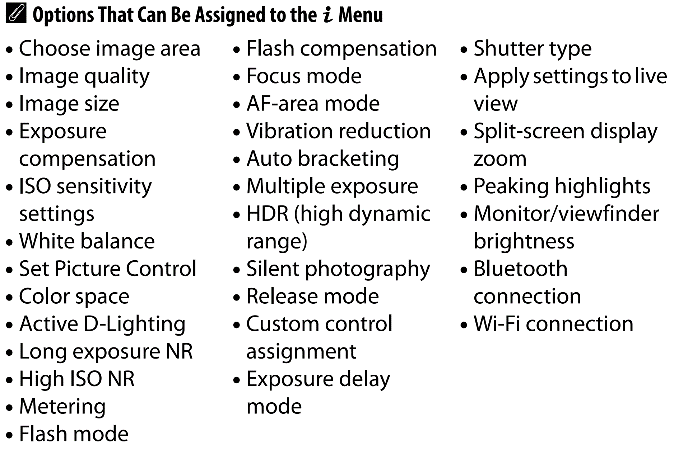 Options That Can Be Assigned to the i Menu
• Choose image area
• Image quality
• Image size
• Exposure
compensation
• ISO sensitivity
settings
• White balance
• Set Picture Control
• Color space
• Active D-Lighting
• Long exposure NR
• High ISO NR
• Metering
• Flash mode
• Flash compensation
• Focus mode
• AF-area mode
• Vibration reduction
• Auto bracketing
• Multiple exposure
• HDR (high dynamic
range)
• Silent photography
• Release mode
• Custom control
assignment
• Exposure delay
mode
• Shutter type
• Apply settings to live
view
• Split-screen display
zoom
• Peaking highlights
• Monitor/viewfinder
brightness
• Bluetooth
connection
• Wi-Fi connection